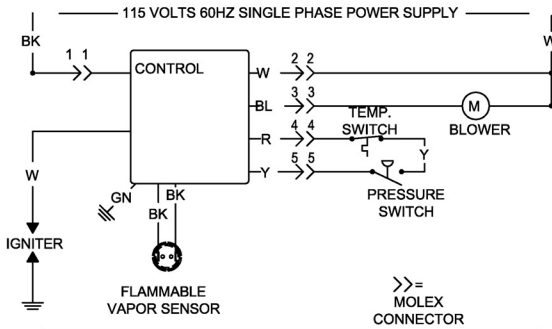 115 VOLTS 60HZ SINGLE PHASE POWER SUPPLY
BK
W
1 1
CONTROL
W
2 2
BL
3 3
M
BLOWER
TEMP.
SWITCH
R
4 4
Y
Y
5 5
PRESSURE
SWITCH
W
GN
BK
BK
IGNITER
FLAMMABLE
VAPOR SENSOR
>>=
MOLEX
CONNECTOR